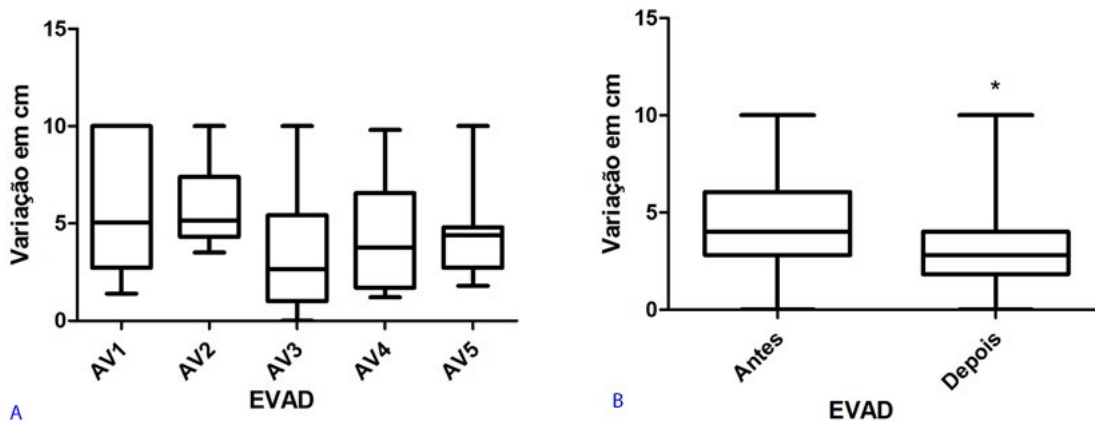 Variação em cm
15
10
5
0
AV1
AV2
AV3
AV4
AV5
EVAD
A
Variação em cm
15
10
5
0
*
Antes
Depois
EVAD
B